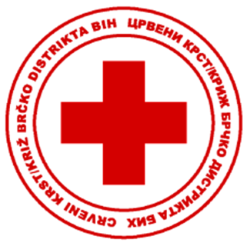 CRVENI KRST/KRIŽ BRČKO DISTRIKTA BIH
ЦРВЕНИ КРСТ/КРИЖ БРЧКО ДИСТРИКТА БИХ